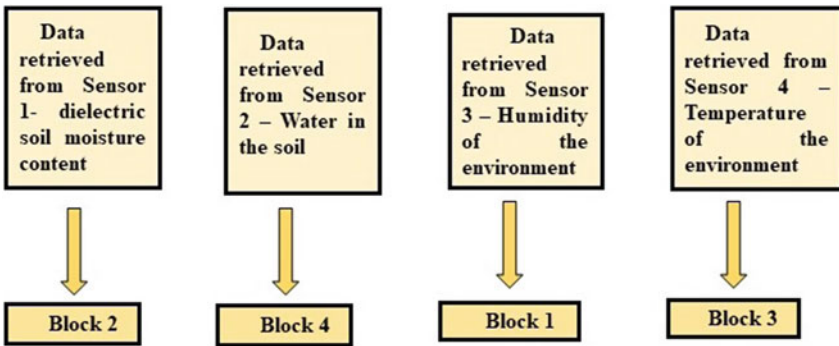 Data
retrieved
from Sensor
1- dielectric
soil moisture
content
Data
retrieved
from Sensor
2 – Water in
the soil
Data
retrieved
from Sensor
3 – Humidity
of the
environment
Data
retrieved from
Sensor 4 –
Temperature
of the
environment
Block 2
Block 4
Block 1
Block 3